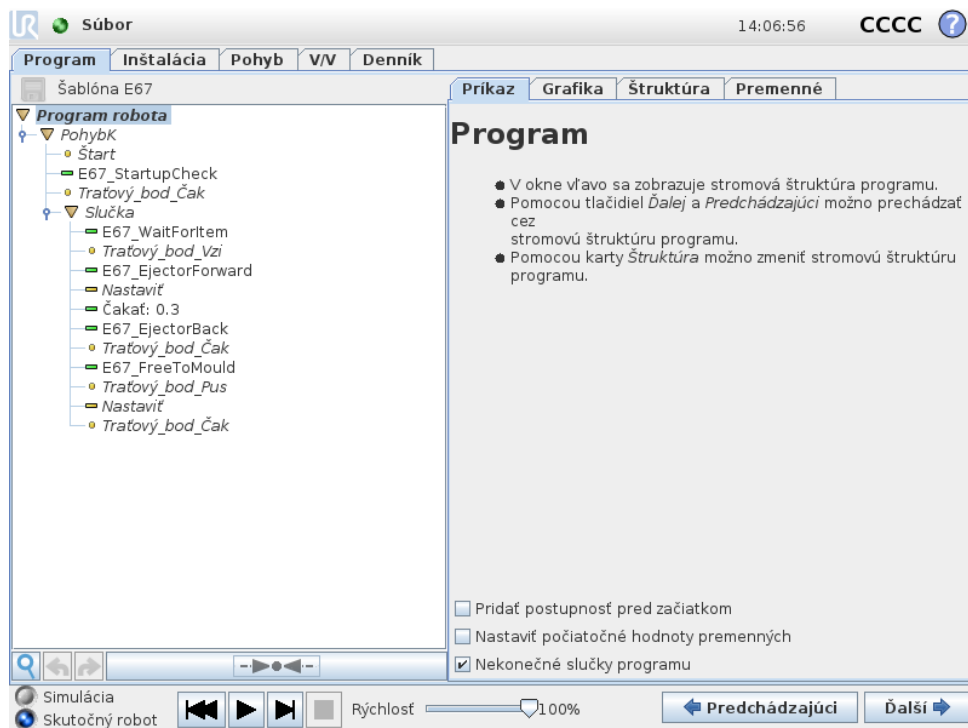 UR Súbor 14:06:56 CCCC ?
Program Inštalácia Pohyb V/V Denník
Šablóna E67
Program robota
PohybK
Štart
E67_StartupCheck
Traťový_bod_Čak
Slučka
E67_WaitForItem
Traťový_bod_Vzi
E67_EjectorForward
Nastaviť
Čakať: 0.3
E67_EjectorBack
Traťový_bod_Čak
E67_FreeToMould
Traťový_bod_Pus
Nastaviť
Traťový_bod_Čak
Príkaz Grafika Štruktúra Premenné
Program
V okne vľavo sa zobrazuje stromová štruktúra programu.
Pomocou tlačidiel Ďalej a Predchádzajúci možno prechádzať
cez
stromovú štruktúru programu.
Pomocou karty Štruktúra možno zmeniť stromovú štruktúru
programu.
Pridať postupnosť pred začiatkom
Nastaviť počiatočné hodnoty premenných
Nekonečné slučky programu
Simulácia
Skutočný robot
Rýchlosť 100%
Predchádzajúci Ďalší